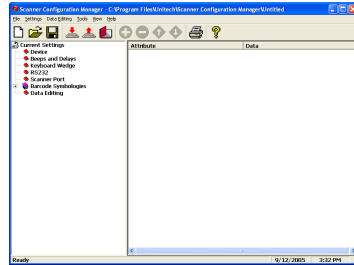 Scanner Configuration Manager - C:\Program Files\Unitech\Scanner Configuration Manager\Untitled
File Settings Data Editing Tools View Help
Current Settings
Device
Beeps and Delays
Keyboard Wedge
RS232
Scanner Port
Barcode Symbologies
Data Editing
Attribute Data
Ready 9/12/2005 3:32 PM